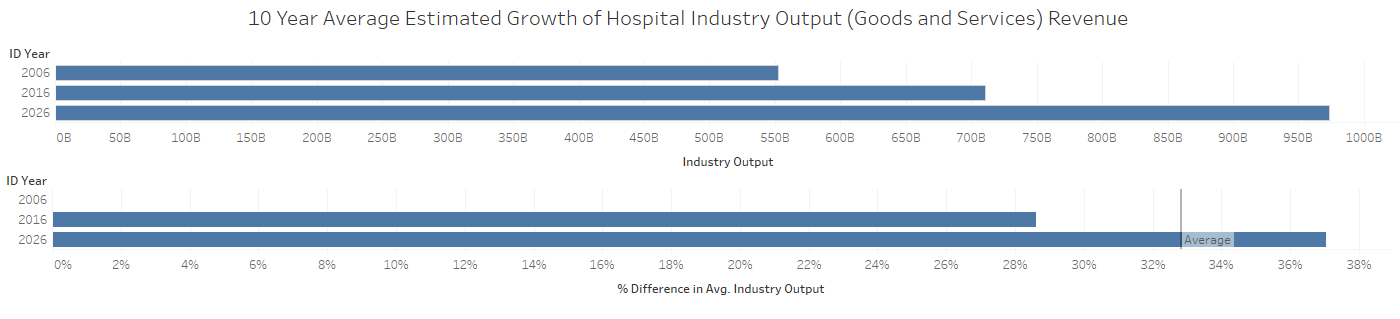 10 Year Average Estimated Growth of Hospital Industry Output (Goods and Services) Revenue
ID Year
2006
2016
2026
0B 50B 100B 150B 200B 250B 300B 350B 400B 450B 500B 550B 600B 650B 700B 750B 800B 850B 900B 950B 1000B
Industry Output
ID Year
2006
2016
2026
Average
0% 2% 4% 6% 8% 10% 12% 14% 16% 18% 20% 22% 24% 26% 28% 30% 32% 34% 36% 38%
% Difference in Avg. Industry Output